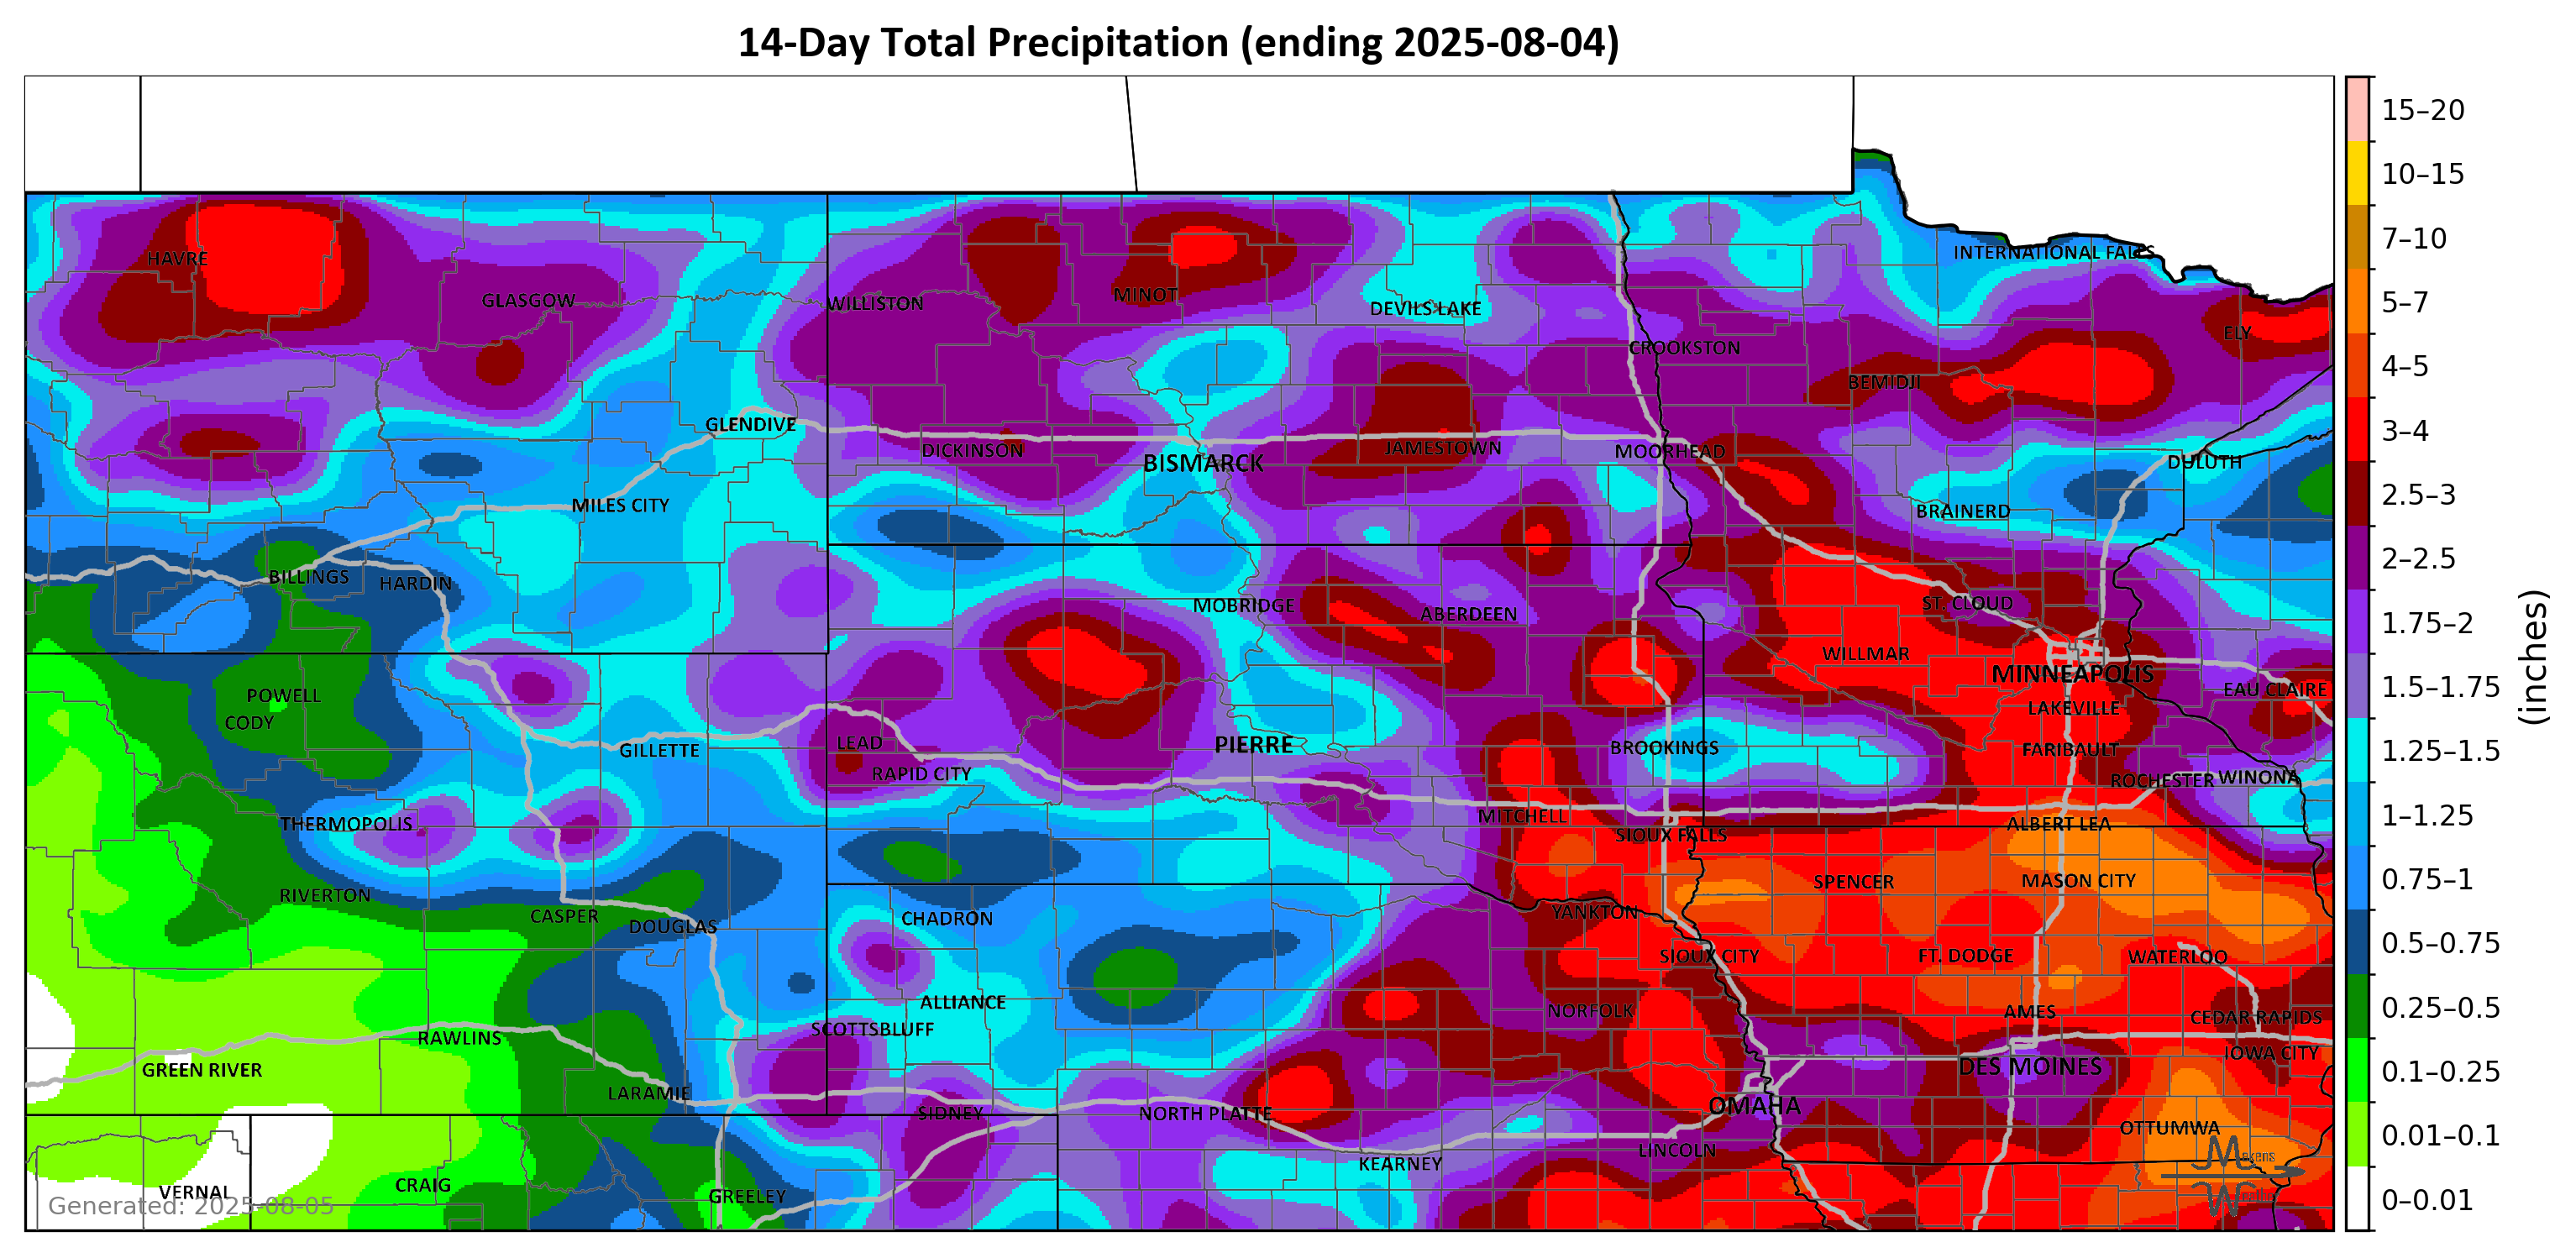 14-Day Total Precipitation (ending 2025-08-04)
15–20
10–15
7–10
5–7
4–5
3–4
2.5–3
2–2.5
1.75–2
1.5–1.75
1.25–1.5
1–1.25
0.75–1
0.5–0.75
0.25–0.5
0.1–0.25
0.01–0.1
0–0.01
(inches)
HAVRE
INTERNATIONAL FALLS
GLASGOW
WILLISTON
MINOT
DEVILS LAKE
ELY
CROOKSTON
BEMIDJI
GLENDIVE
DICKINSON
BISMARCK
JAMESTOWN
MOORHEAD
DULUTH
MILES CITY
BRAINERD
BILLINGS
HARDIN
MOBRIDGE
ABERDEEN
ST. CLOUD
WILLMAR
MINNEAPOLIS
POWELL
CODY
EAU CLAIRE
LAKEVILLE
GILLETTE
LEAD
RAPID CITY
PIERRE
BROOKINGS
FARIBAULT
ROCHESTER
WINONA
THERMOPOLIS
MITCHELL
SIOUX FALLS
ALBERT LEA
RIVERTON
CASPER
DOUGLAS
CHADRON
YANKTON
SPENCER
MASON CITY
SIOUX CITY
FT. DODGE
WATERLOO
ALLIANCE
SCOTTSBLUFF
NORFOLK
AMES
CEDAR RAPIDS
RAWLINS
GREEN RIVER
DES MOINES
IOWA CITY
LARAMIE
SIDNEY
NORTH PLATTE
OMAHA
OTTUMWA
LINCOLN
KEARNEY
VERNAL
CRAIG
GREELEY
Generated: 2025-08-05
Makens